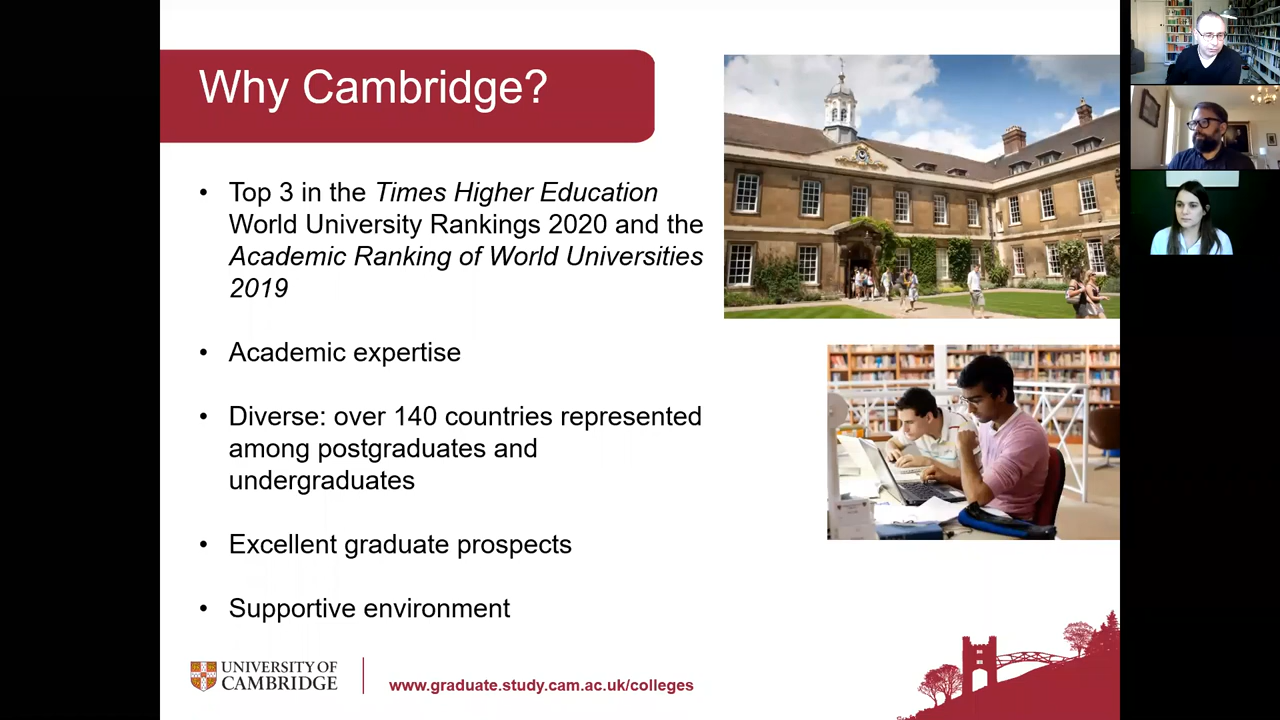 Why Cambridge?
• Top 3 in the Times Higher Education
World University Rankings 2020 and the
Academic Ranking of World Universities
2019
• Academic expertise
• Diverse: over 140 countries represented
among postgraduates and
undergraduates
• Excellent graduate prospects
• Supportive environment
UNIVERSITY OF
CAMBRIDGE
www.graduate.study.cam.ac.uk/colleges